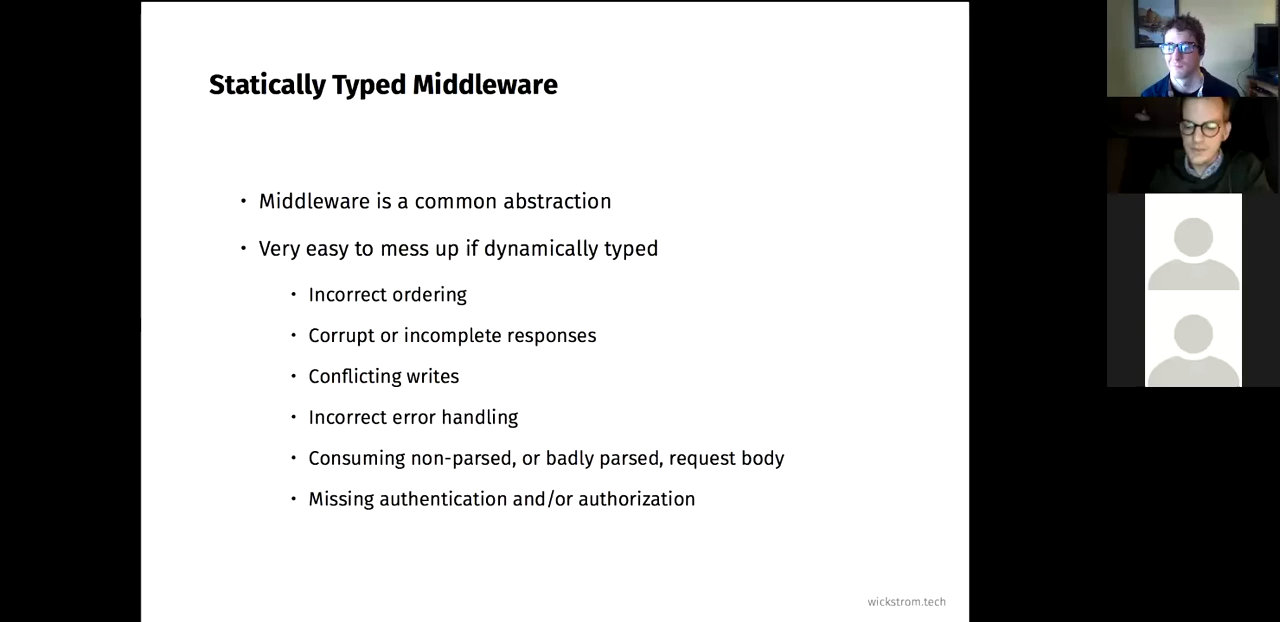 Statically Typed Middleware
• Middleware is a common abstraction
• Very easy to mess up if dynamically typed
• Incorrect ordering
• Corrupt or incomplete responses
• Conflicting writes
• Incorrect error handling
• Consuming non-parsed, or badly parsed, request body
• Missing authentication and/or authorization
wickstrom.tech